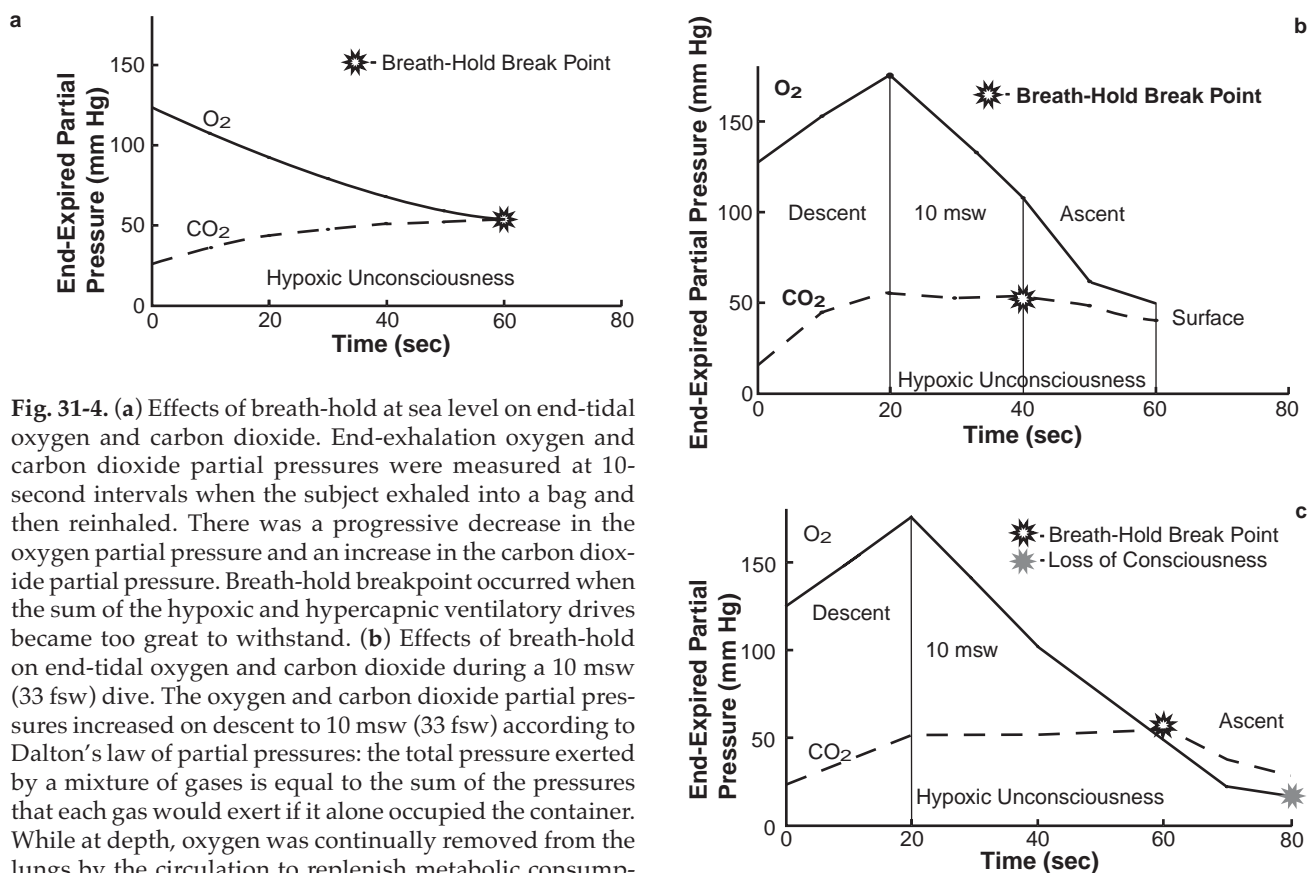 a
End-Expired Partial
Pressure (mm Hg)
150
100
50
0
O₂
CO₂
Breath-Hold Break Point
Hypoxic Unconsciousness
0 20 40 60 80
Time (sec)
b
End-Expired Partial Pressure (mm Hg)
150
100
50
0
O₂
Breath-Hold Break Point
Descent
10 msw
Ascent
CO₂
Surface
Hypoxic Unconsciousness
0 20 40 60 80
Time (sec)
Fig. 31-4. (a) Effects of breath-hold at sea level on end-tidal
oxygen and carbon dioxide. End-exhalation oxygen and
carbon dioxide partial pressures were measured at 10-
second intervals when the subject exhaled into a bag and
then reinhaled. There was a progressive decrease in the
oxygen partial pressure and an increase in the carbon diox-
ide partial pressure. Breath-hold breakpoint occurred when
the sum of the hypoxic and hypercapnic ventilatory drives
became too great to withstand. (b) Effects of breath-hold
on end-tidal oxygen and carbon dioxide during a 10 msw
(33 fsw) dive. The oxygen and carbon dioxide partial pres-
sures increased on descent to 10 msw (33 fsw) according to
Dalton's law of partial pressures: the total pressure exerted
by a mixture of gases is equal to the sum of the pressures
that each gas would exert if it alone occupied the container.
While at depth, oxygen was continually removed from the
lungs by the circulation to replenish metabolic consump-
c
End-Expired Partial
Pressure (mm Hg)
150
100
50
0
O₂
Breath-Hold Break Point
Loss of Consciousness
Descent
10 msw
Ascent
CO₂
Hypoxic Unconsciousness
0 20 40 60 80
Time (sec)